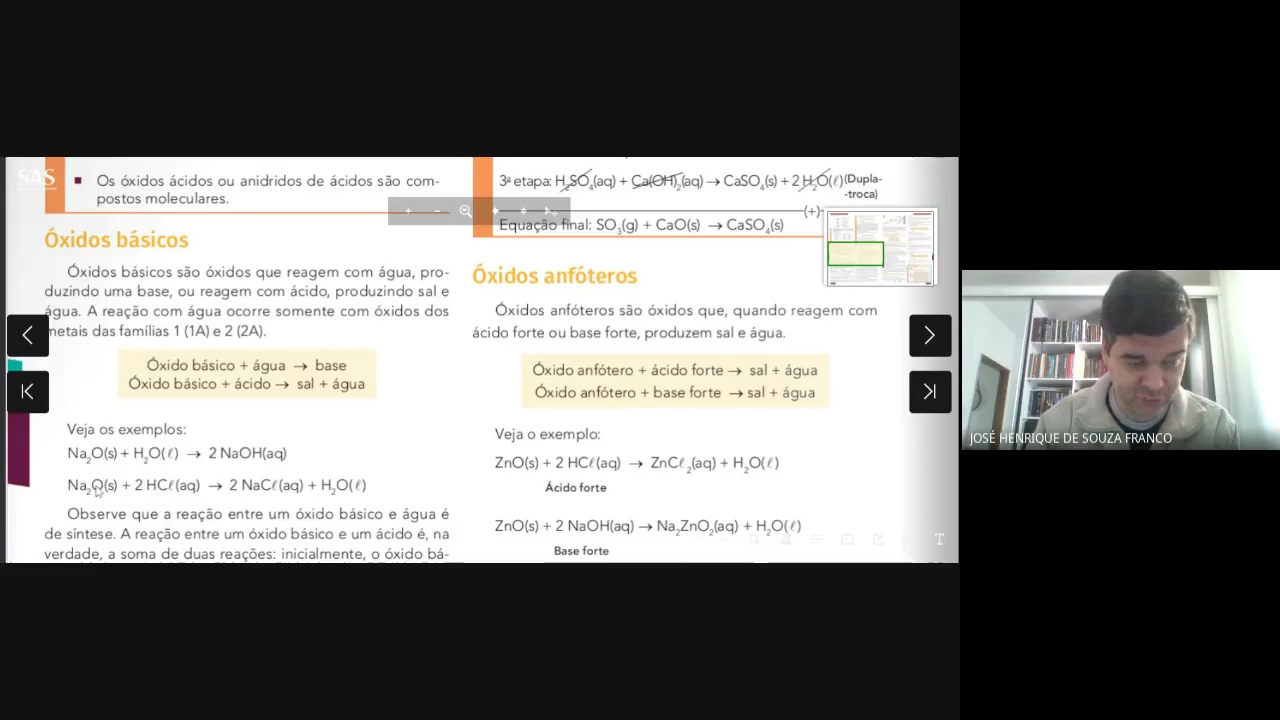 SAS
Os óxidos ácidos ou anidridos de ácidos são com-
postos moleculares.
Óxidos básicos
Óxidos básicos são óxidos que reagem com água, pro-
duzindo uma base, ou reagem com ácido, produzindo sal e
água. A reação com água ocorre somente com óxidos dos
metais das famílias 1 (1A) e 2 (2A).
Óxido básico + água → base
Óxido básico + ácido → sal + água
Veja os exemplos:
Na₂O(s) + H₂O(ℓ) → 2 NaOH(aq)
Na₂O(s) + 2 HCℓ(aq) → 2 NaCℓ(aq) + H₂O(ℓ)
Observe que a reação entre um óxido básico e água é
de síntese. A reação entre um óxido básico e um ácido é, na
verdade, a soma de duas reações: inicialmente, o óxido bá-
3ª etapa: H₂SO₄(aq) + Ca(OH)₂(aq) → CaSO₄(s) + 2 H₂O(ℓ) (Dupla-
-troca)
(+)
Equação final: SO₃(g) + CaO(s) → CaSO₄(s)
Óxidos anfóteros
Óxidos anfóteros são óxidos que, quando reagem com
ácido forte ou base forte, produzem sal e água.
Óxido anfótero + ácido forte → sal + água
Óxido anfótero + base forte → sal + água
Veja o exemplo:
ZnO(s) + 2 HCℓ(aq) → ZnCℓ₂(aq) + H₂O(ℓ)
Ácido forte
ZnO(s) + 2 NaOH(aq) → Na₂ZnO₂(aq) + H₂O(ℓ)
Base forte
JOSÉ HENRIQUE DE SOUZA FRANCO